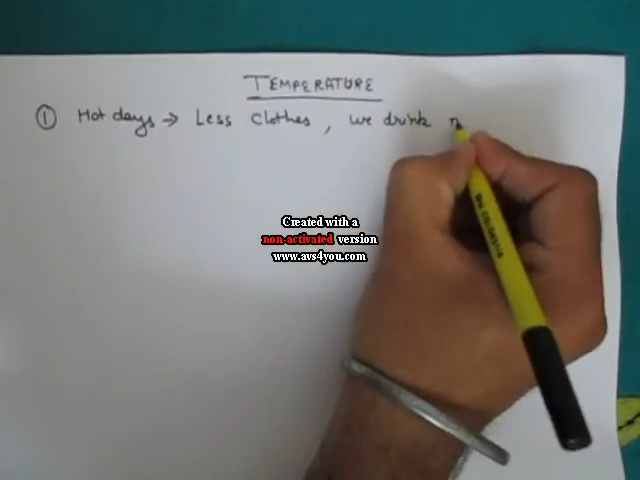 TEMPERATURE
① Hot days → Less clothes, we drink
Created with a
non-activated version
www.avs4you.com